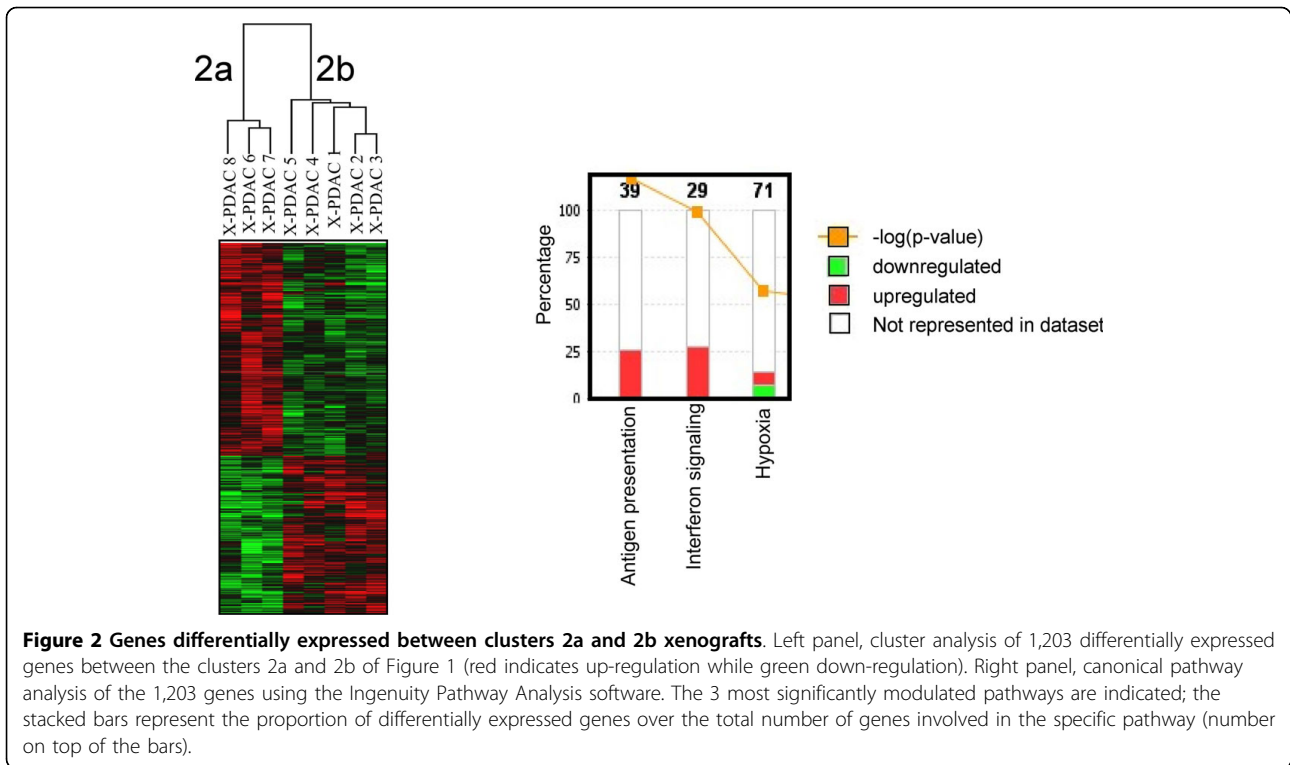 2a
2b
X-PDAC 8
X-PDAC 6
X-PDAC 7
X-PDAC 5
X-PDAC 4
X-PDAC 1
X-PDAC 2
X-PDAC 3
39 29 71
100
75
50
25
0
Percentage
Antigen presentation
Interferon signaling
Hypoxia
-log(p-value)
downregulated
upregulated
Not represented in dataset
Figure 2 Genes differentially expressed between clusters 2a and 2b xenografts. Left panel, cluster analysis of 1,203 differentially expressed
genes between the clusters 2a and 2b of Figure 1 (red indicates up-regulation while green down-regulation). Right panel, canonical pathway
analysis of the 1,203 genes using the Ingenuity Pathway Analysis software. The 3 most significantly modulated pathways are indicated; the
stacked bars represent the proportion of differentially expressed genes over the total number of genes involved in the specific pathway (number
on top of the bars).